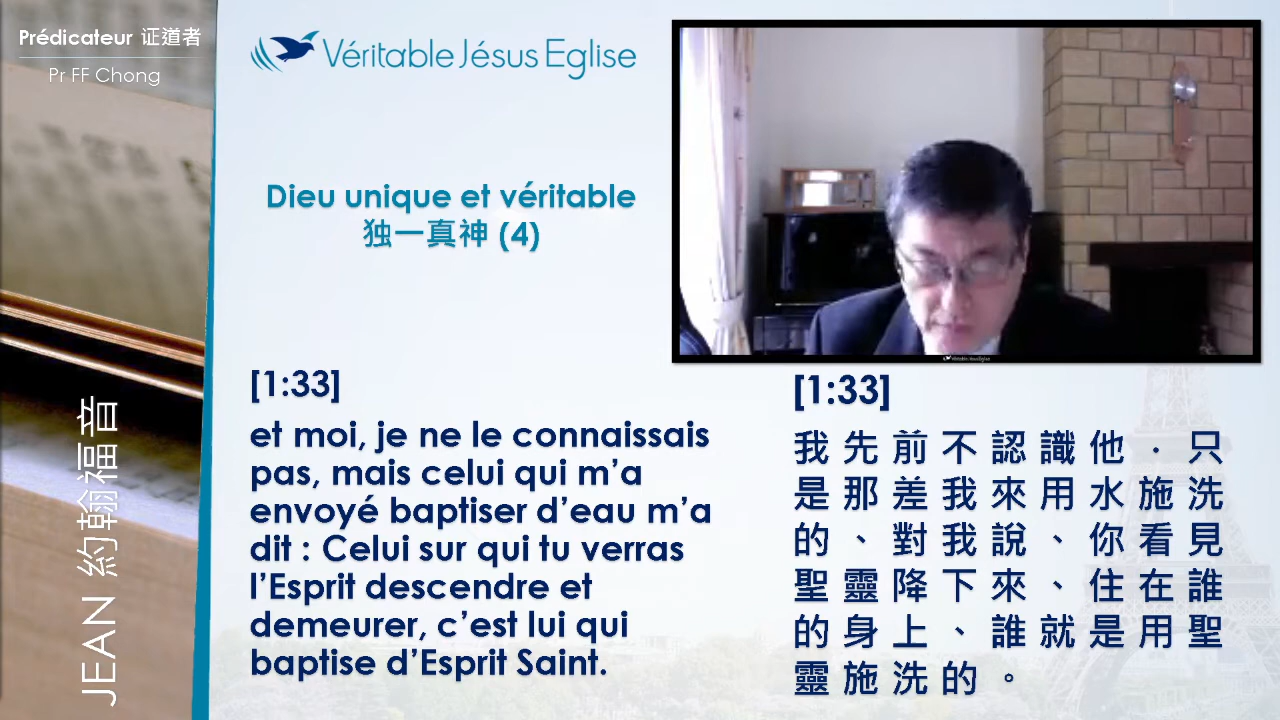 Prédicateur 证道者
Pr FF Chong
JEAN 約翰福音
Véritable Jésus Eglise
Dieu unique et véritable
独一真神 (4)
[1:33]
et moi, je ne le connaissais
pas, mais celui qui m’a
envoyé baptiser d’eau m’a
dit : Celui sur qui tu verras
l’Esprit descendre et
demeurer, c’est lui qui
baptise d’Esprit Saint.
[1:33]
我先前不認識他．只
是那差我來用水施洗
的、對我說、你看見
聖靈降下來、住在誰
的身上、誰就是用聖
靈施洗的。